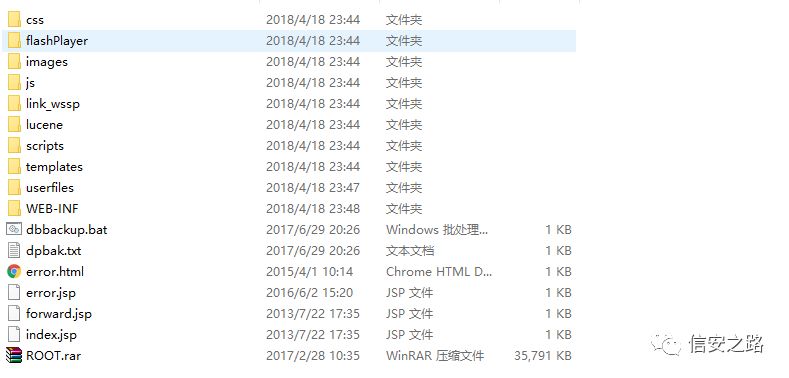 css 2018/4/18 23:44 文件夹
flashPlayer 2018/4/18 23:44 文件夹
images 2018/4/18 23:44 文件夹
js 2018/4/18 23:44 文件夹
link_wssp 2018/4/18 23:44 文件夹
lucene 2018/4/18 23:44 文件夹
scripts 2018/4/18 23:44 文件夹
templates 2018/4/18 23:44 文件夹
userfiles 2018/4/18 23:47 文件夹
WEB-INF 2018/4/18 23:48 文件夹
dbbackup.bat 2017/6/29 20:26 Windows 批处理... 1 KB
dpbak.txt 2017/6/29 20:26 文本文档 1 KB
error.html 2015/4/1 10:14 Chrome HTML D... 1 KB
error.jsp 2016/6/2 15:20 JSP 文件 1 KB
forward.jsp 2013/7/22 17:35 JSP 文件 1 KB
index.jsp 2013/7/22 17:35 JSP 文件 1 KB
ROOT.rar 2017/2/28 10:35 WinRAR 压缩文件 35,791 KB
信安之路